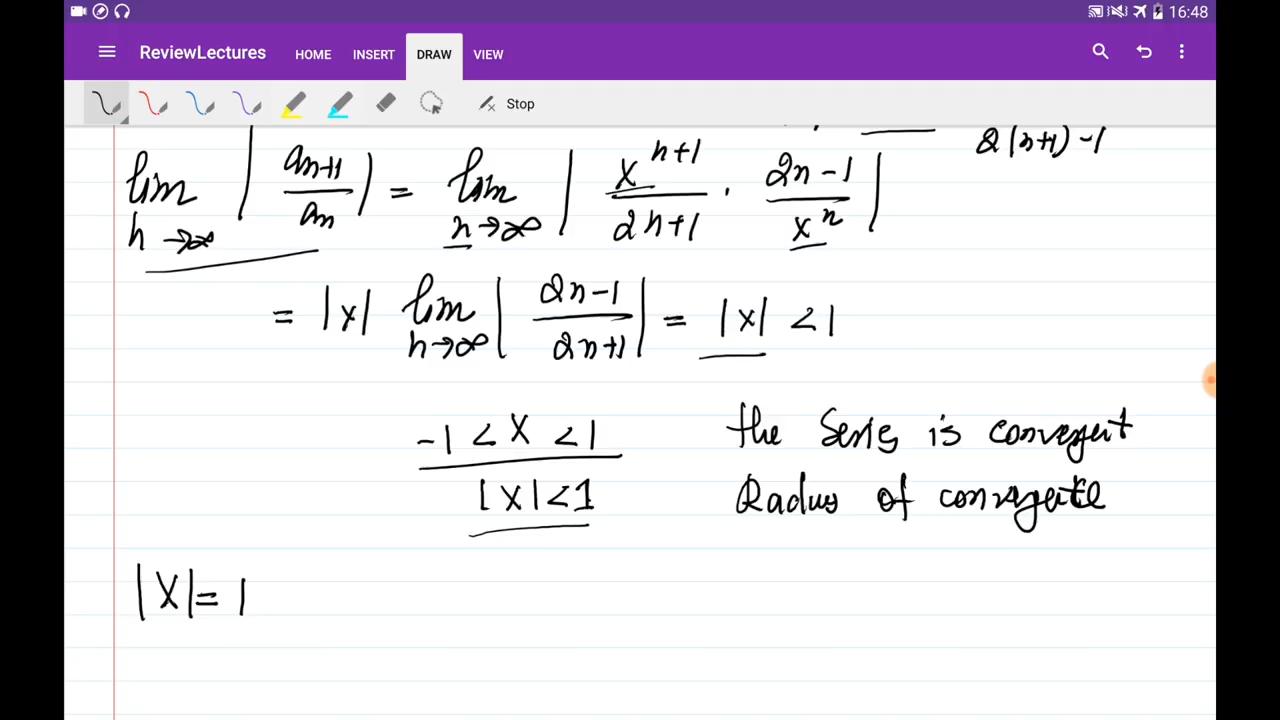 16:48
ReviewLectures HOME INSERT DRAW VIEW
Stop
2(n+1)-1
lim n→∞ | an+1 / an | = lim n→∞ | x^n+1 / 2n+1 · 2n-1 / x^n |
= |x| lim n→∞ | 2n-1 / 2n+1 | = |x| < 1
-1 < x < 1 the Series is convergent
|x| < 1 Radius of convergence
|x| = 1